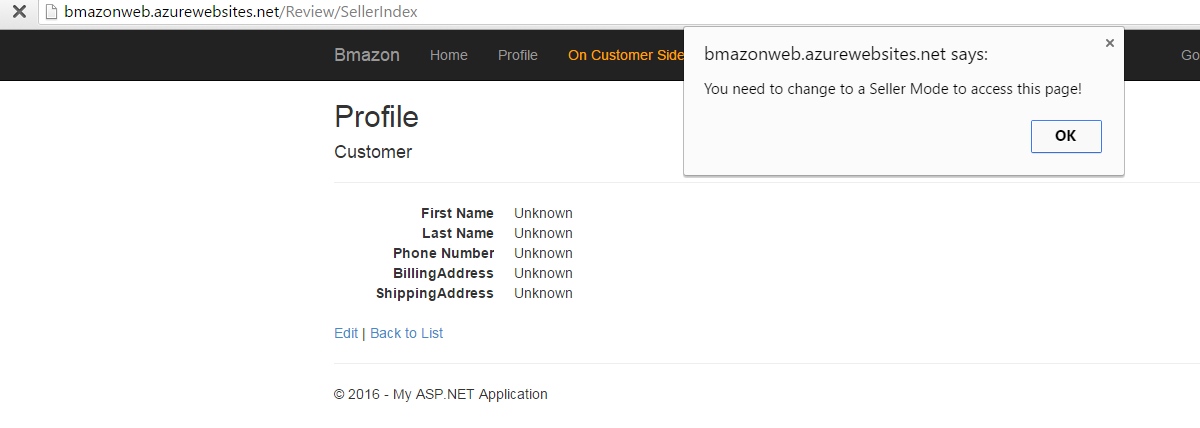 bmazonweb.azurewebsites.net/Review/SellerIndex
Bmazon Home Profile On Customer Side Go
bmazonweb.azurewebsites.net says:
You need to change to a Seller Mode to access this page!
OK
Profile
Customer
First Name Unknown
Last Name Unknown
Phone Number Unknown
BillingAddress Unknown
ShippingAddress Unknown
Edit | Back to List
© 2016 - My ASP.NET Application